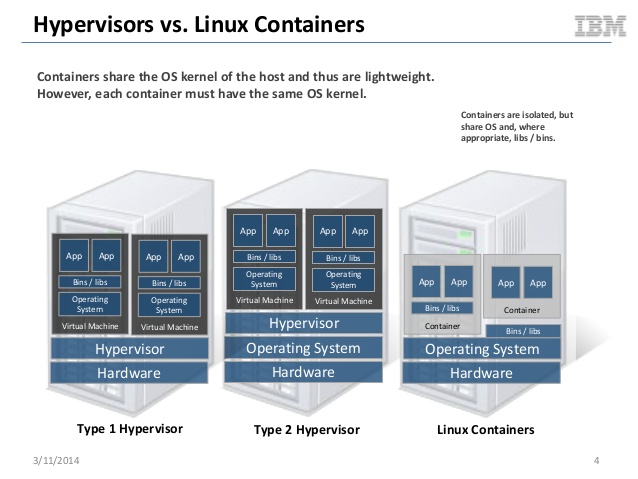 Hypervisors vs. Linux Containers
IBM
Containers share the OS kernel of the host and thus are lightweight.
However, each container must have the same OS kernel.
Containers are isolated, but
share OS and, where
appropriate, libs / bins.
App App App App
Bins / libs Bins / libs
Operating System Operating System
Virtual Machine Virtual Machine
Hypervisor
Hardware
Type 1 Hypervisor
App App App App
Bins / libs Bins / libs
Operating System Operating System
Virtual Machine Virtual Machine
Hypervisor
Operating System
Hardware
Type 2 Hypervisor
App App App App
Bins / libs Container
Container Bins / libs
Operating System
Hardware
Linux Containers
3/11/2014
4